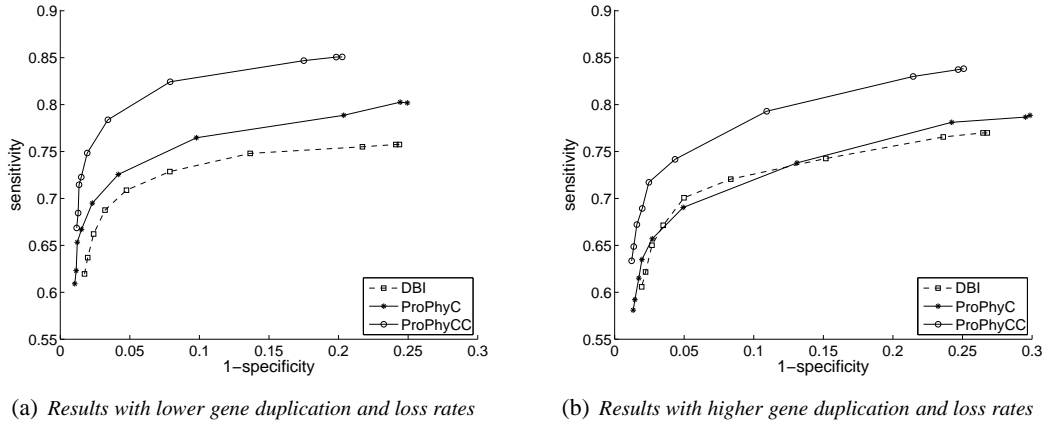 0.9
0.85
0.8
0.75
0.7
0.65
0.6
0.55
sensitivity
0 0.05 0.1 0.15 0.2 0.25 0.3
1−specificity
DBI
ProPhyC
ProPhyCC
(a) Results with lower gene duplication and loss rates
0.9
0.85
0.8
0.75
0.7
0.65
0.6
0.55
sensitivity
0 0.05 0.1 0.15 0.2 0.25 0.3
1−specificity
DBI
ProPhyC
ProPhyCC
(b) Results with higher gene duplication and loss rates